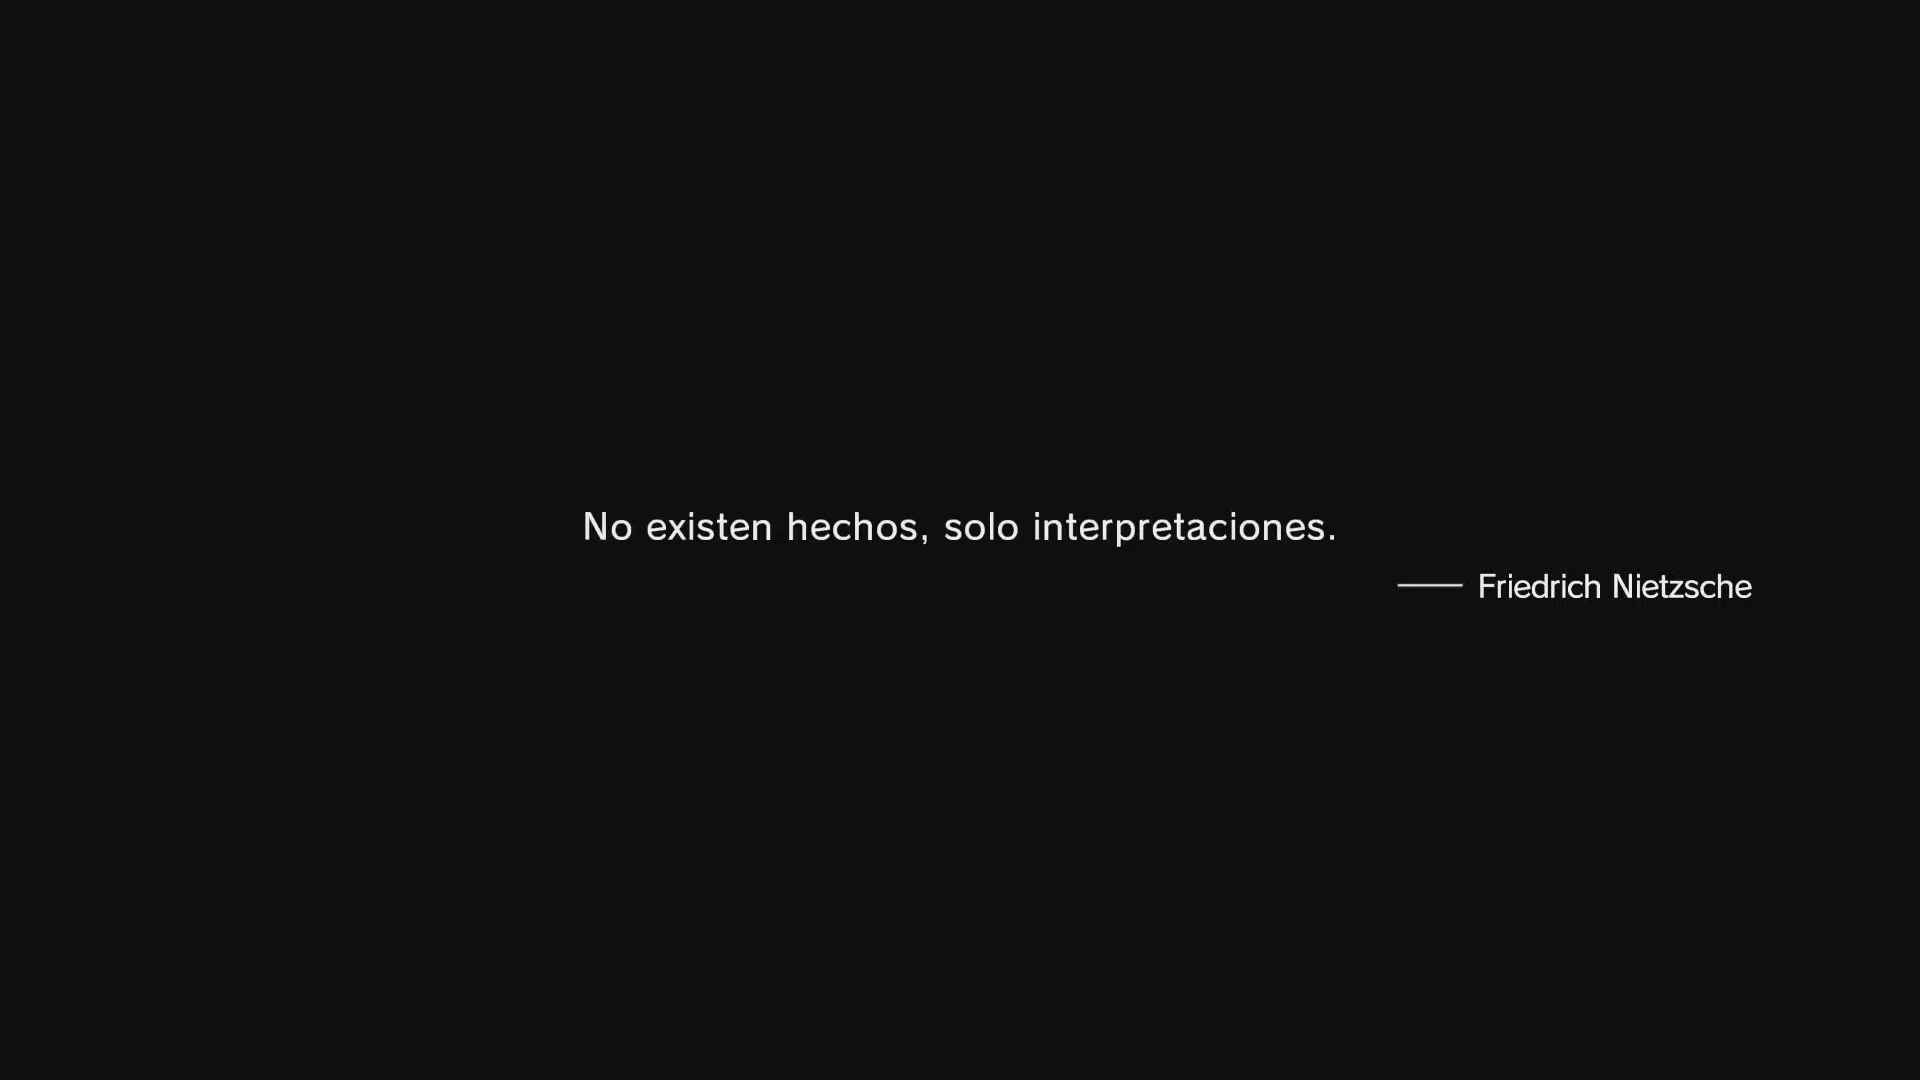 No existen hechos, solo interpretaciones.
—— Friedrich Nietzsche